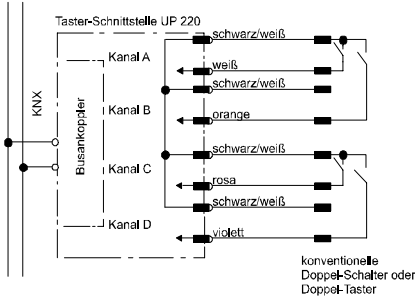 Taster-Schnittstelle UP 220
schwarz/weiß
Kanal A
weiß
schwarz/weiß
KNX
Busankoppler
Kanal B
orange
schwarz/weiß
Kanal C
rosa
schwarz/weiß
Kanal D
violett
konventionelle
Doppel-Schalter oder
Doppel-Taster